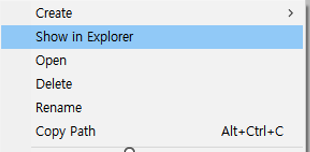 Create >
Show in Explorer
Open
Delete
Rename
Copy Path Alt+Ctrl+C